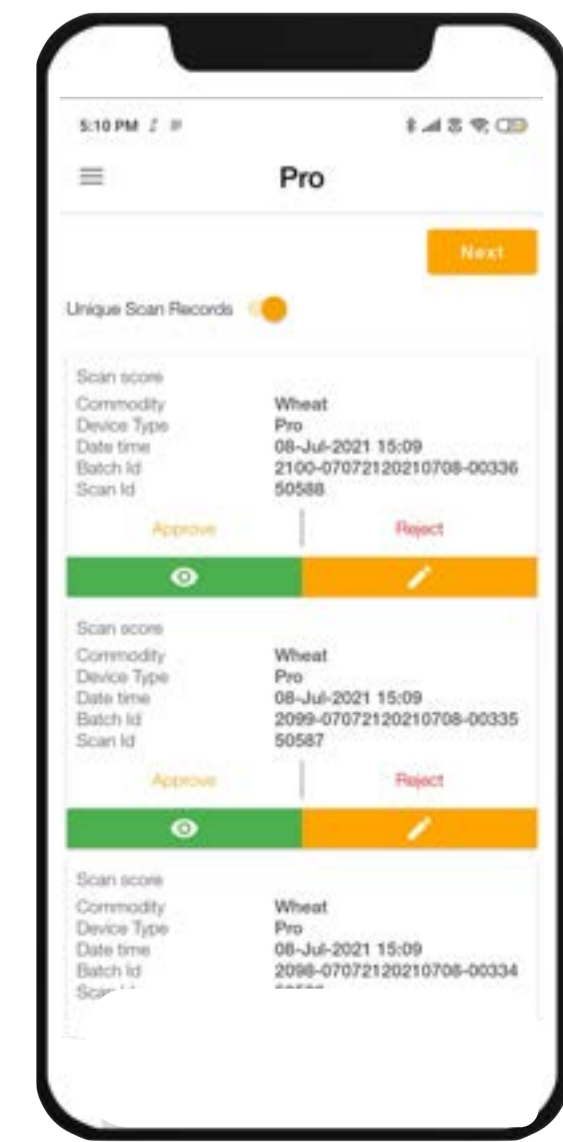 5:10 PM
Pro
Next
Unique Scan Records
Scan score
Commodity Wheat
Device Type Pro
Date time 08-Jul-2021 15:09
Batch Id 2100-07072120210708-00336
Scan Id 50588
Approve Reject
Scan score
Commodity Wheat
Device Type Pro
Date time 08-Jul-2021 15:09
Batch Id 2099-07072120210708-00335
Scan Id 50587
Approve Reject
Scan score
Commodity Wheat
Device Type Pro
Date time 08-Jul-2021 15:09
Batch Id 2098-07072120210708-00334